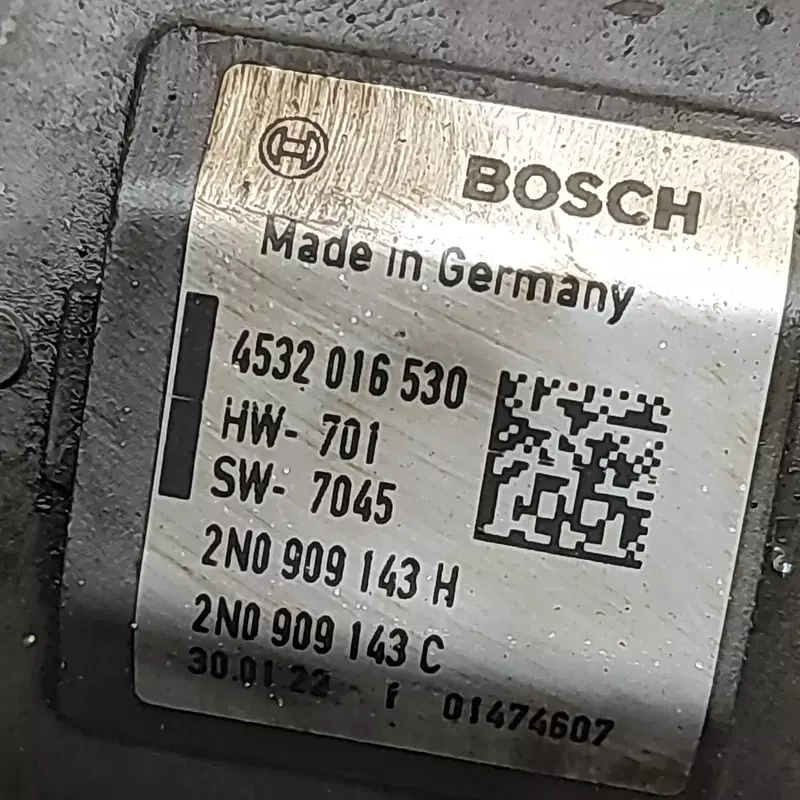 BOSCH
Made in Germany
4532 016 530
HW- 701
SW- 7045
2N0 909 143 H
2N0 909 143 C
30.01.22 1 01474607